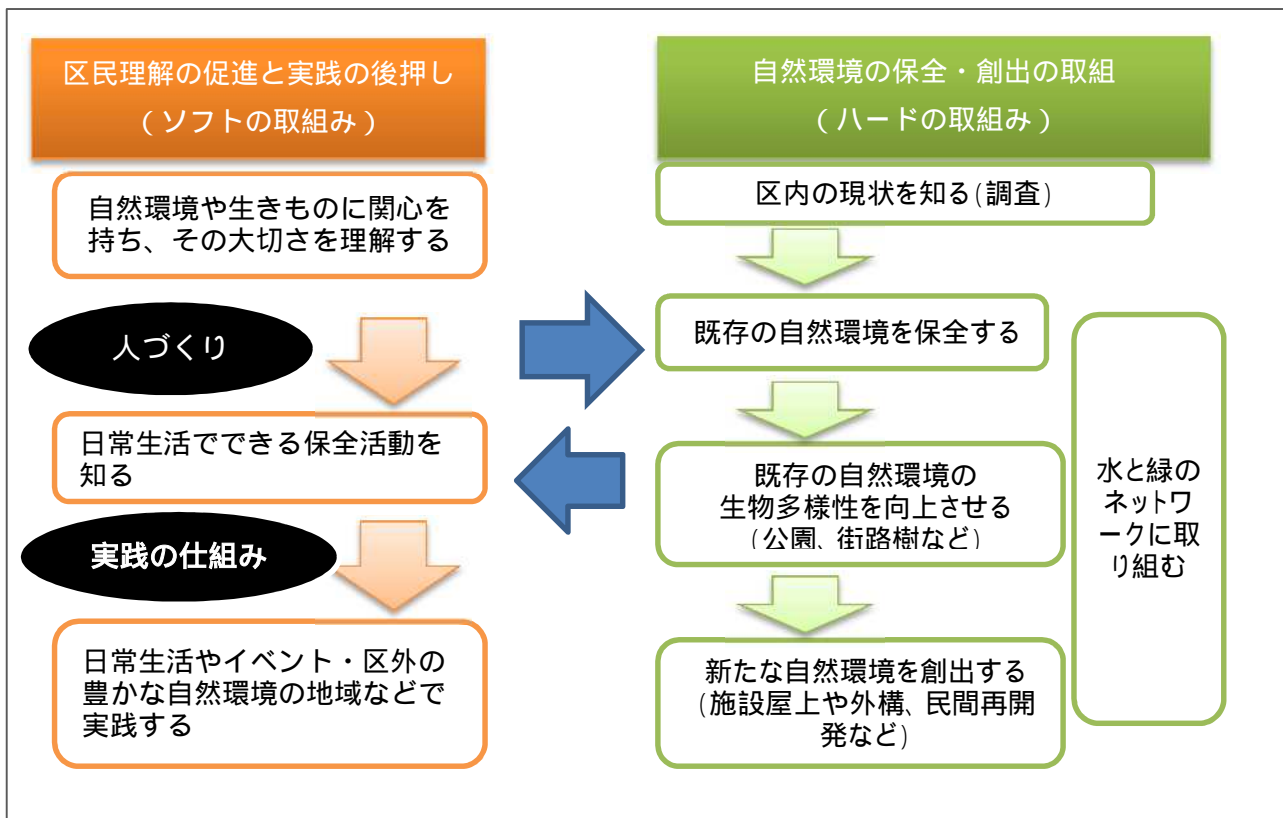 区民理解の促進と実践の後押し
(ソフトの取組み)
自然環境や生きものに関心を
持ち、その大切さを理解する
人づくり
日常生活でできる保全活動を
知る
実践の仕組み
日常生活やイベント・区外の
豊かな自然環境の地域などで
実践する
自然環境の保全・創出の取組
(ハードの取組み)
区内の現状を知る(調査)
既存の自然環境を保全する
既存の自然環境の
生物多様性を向上させる
(公園、街路樹など)
新たな自然環境を創出する
(施設屋上や外構、民間再開
発など)
水と緑の
ネットワ
ークに取
り組む